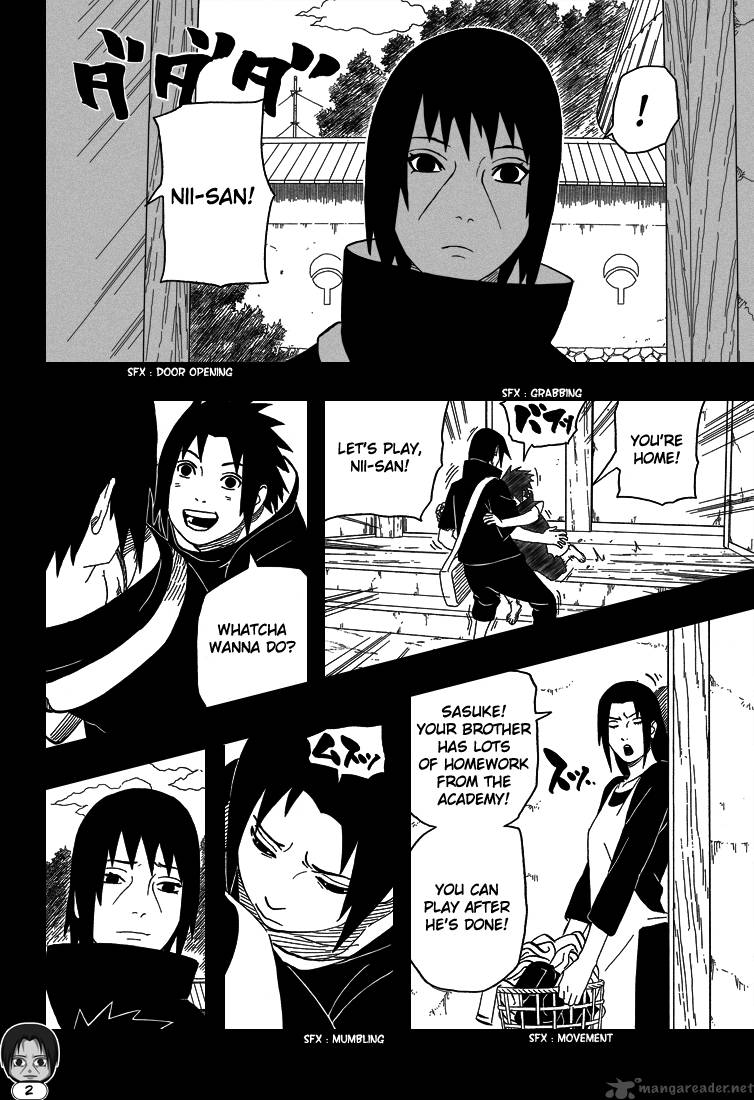 !
ダダダ
NII-SAN!
SFX : DOOR OPENING
SFX : GRABBING
YOU'RE
HOME!
LET'S PLAY,
NII-SAN!
WHATCHA
WANNA DO?
SASUKE!
YOUR BROTHER
HAS LOTS
OF HOMEWORK
FROM THE
ACADEMY!
YOU CAN
PLAY AFTER
HE'S DONE!
ムスッ
SFX : MUMBLING
SFX : MOVEMENT
2
mangareader.net